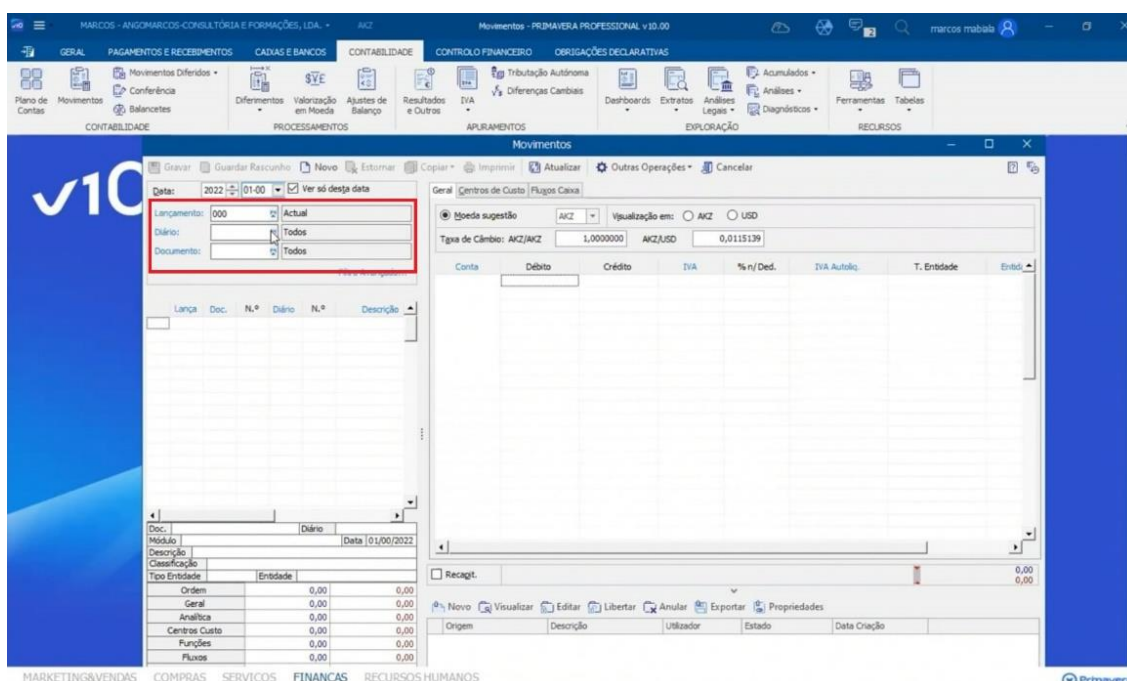 MARCOS - ANGOMARCOS-CONSULTÓRIA E FORMAÇÕES, LDA. - AKZ Movimentos - PRIMAVERA PROFESSIONAL v10.00 2 marcos mabiala
GERAL PAGAMENTOS E RECEBIMENTOS CAIXAS E BANCOS CONTABILIDADE CONTROLO FINANCEIRO OBRIGAÇÕES DECLARATIVAS
Plano de Contas Movimentos Movimentos Diferidos Conferência Balancetes
Diferimentos Valorização em Moeda Ajustes de Balanço
Resultados e Outros IVA Tributação Autónoma Diferenças Cambiais
Dashboards Extratos Análises Legais Acumulados Análises Diagnósticos
Ferramentas Tabelas
CONTABILIDADE PROCESSAMENTOS APURAMENTOS EXPLORAÇÃO RECURSOS
v10
Movimentos
Gravar Guardar Rascunho Novo Estornar Copiar Imprimir Atualizar Outras Operações Cancelar
Data: 2022 01-00 Ver só desta data
Lançamento: 000 Actual
Diário: Todos
Documento: Todos
Lança Doc. N.º Diário N.º Descrição
Doc. Diário
Módulo Data 01/00/2022
Descrição
Classificação
Tipo Entidade Entidade
Ordem 0,00 0,00
Geral 0,00 0,00
Analítica 0,00 0,00
Centros Custo 0,00 0,00
Funções 0,00 0,00
Fluxos 0,00 0,00
Geral Centros de Custo Fluxos Caixa
Moeda sugestão AKZ Visualização em: AKZ USD
Taxa de Câmbio: AKZ/AKZ 1,0000000 AKZ/USD 0,0115139
Conta Débito Crédito IVA % n/ Ded. IVA Autoliq. T. Entidade Entid
Recapit. 0,00
0,00
Novo Visualizar Editar Libertar Anular Exportar Propriedades
Origem Descrição Utilizador Estado Data Criação
MARKETING&VENDAS COMPRAS SERVIÇOS FINANÇAS RECURSOS HUMANOS Primavera